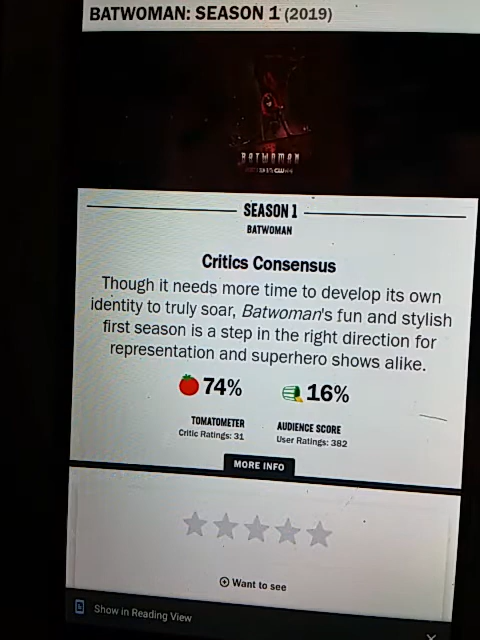 BATWOMAN: SEASON 1 (2019)
BATWOMAN
SEASON 1
BATWOMAN
Critics Consensus
Though it needs more time to develop its own
identity to truly soar, Batwoman's fun and stylish
first season is a step in the right direction for
representation and superhero shows alike.
74% 16%
TOMATOMETER AUDIENCE SCORE
Critic Ratings: 31 User Ratings: 382
MORE INFO
Want to see
Show in Reading View